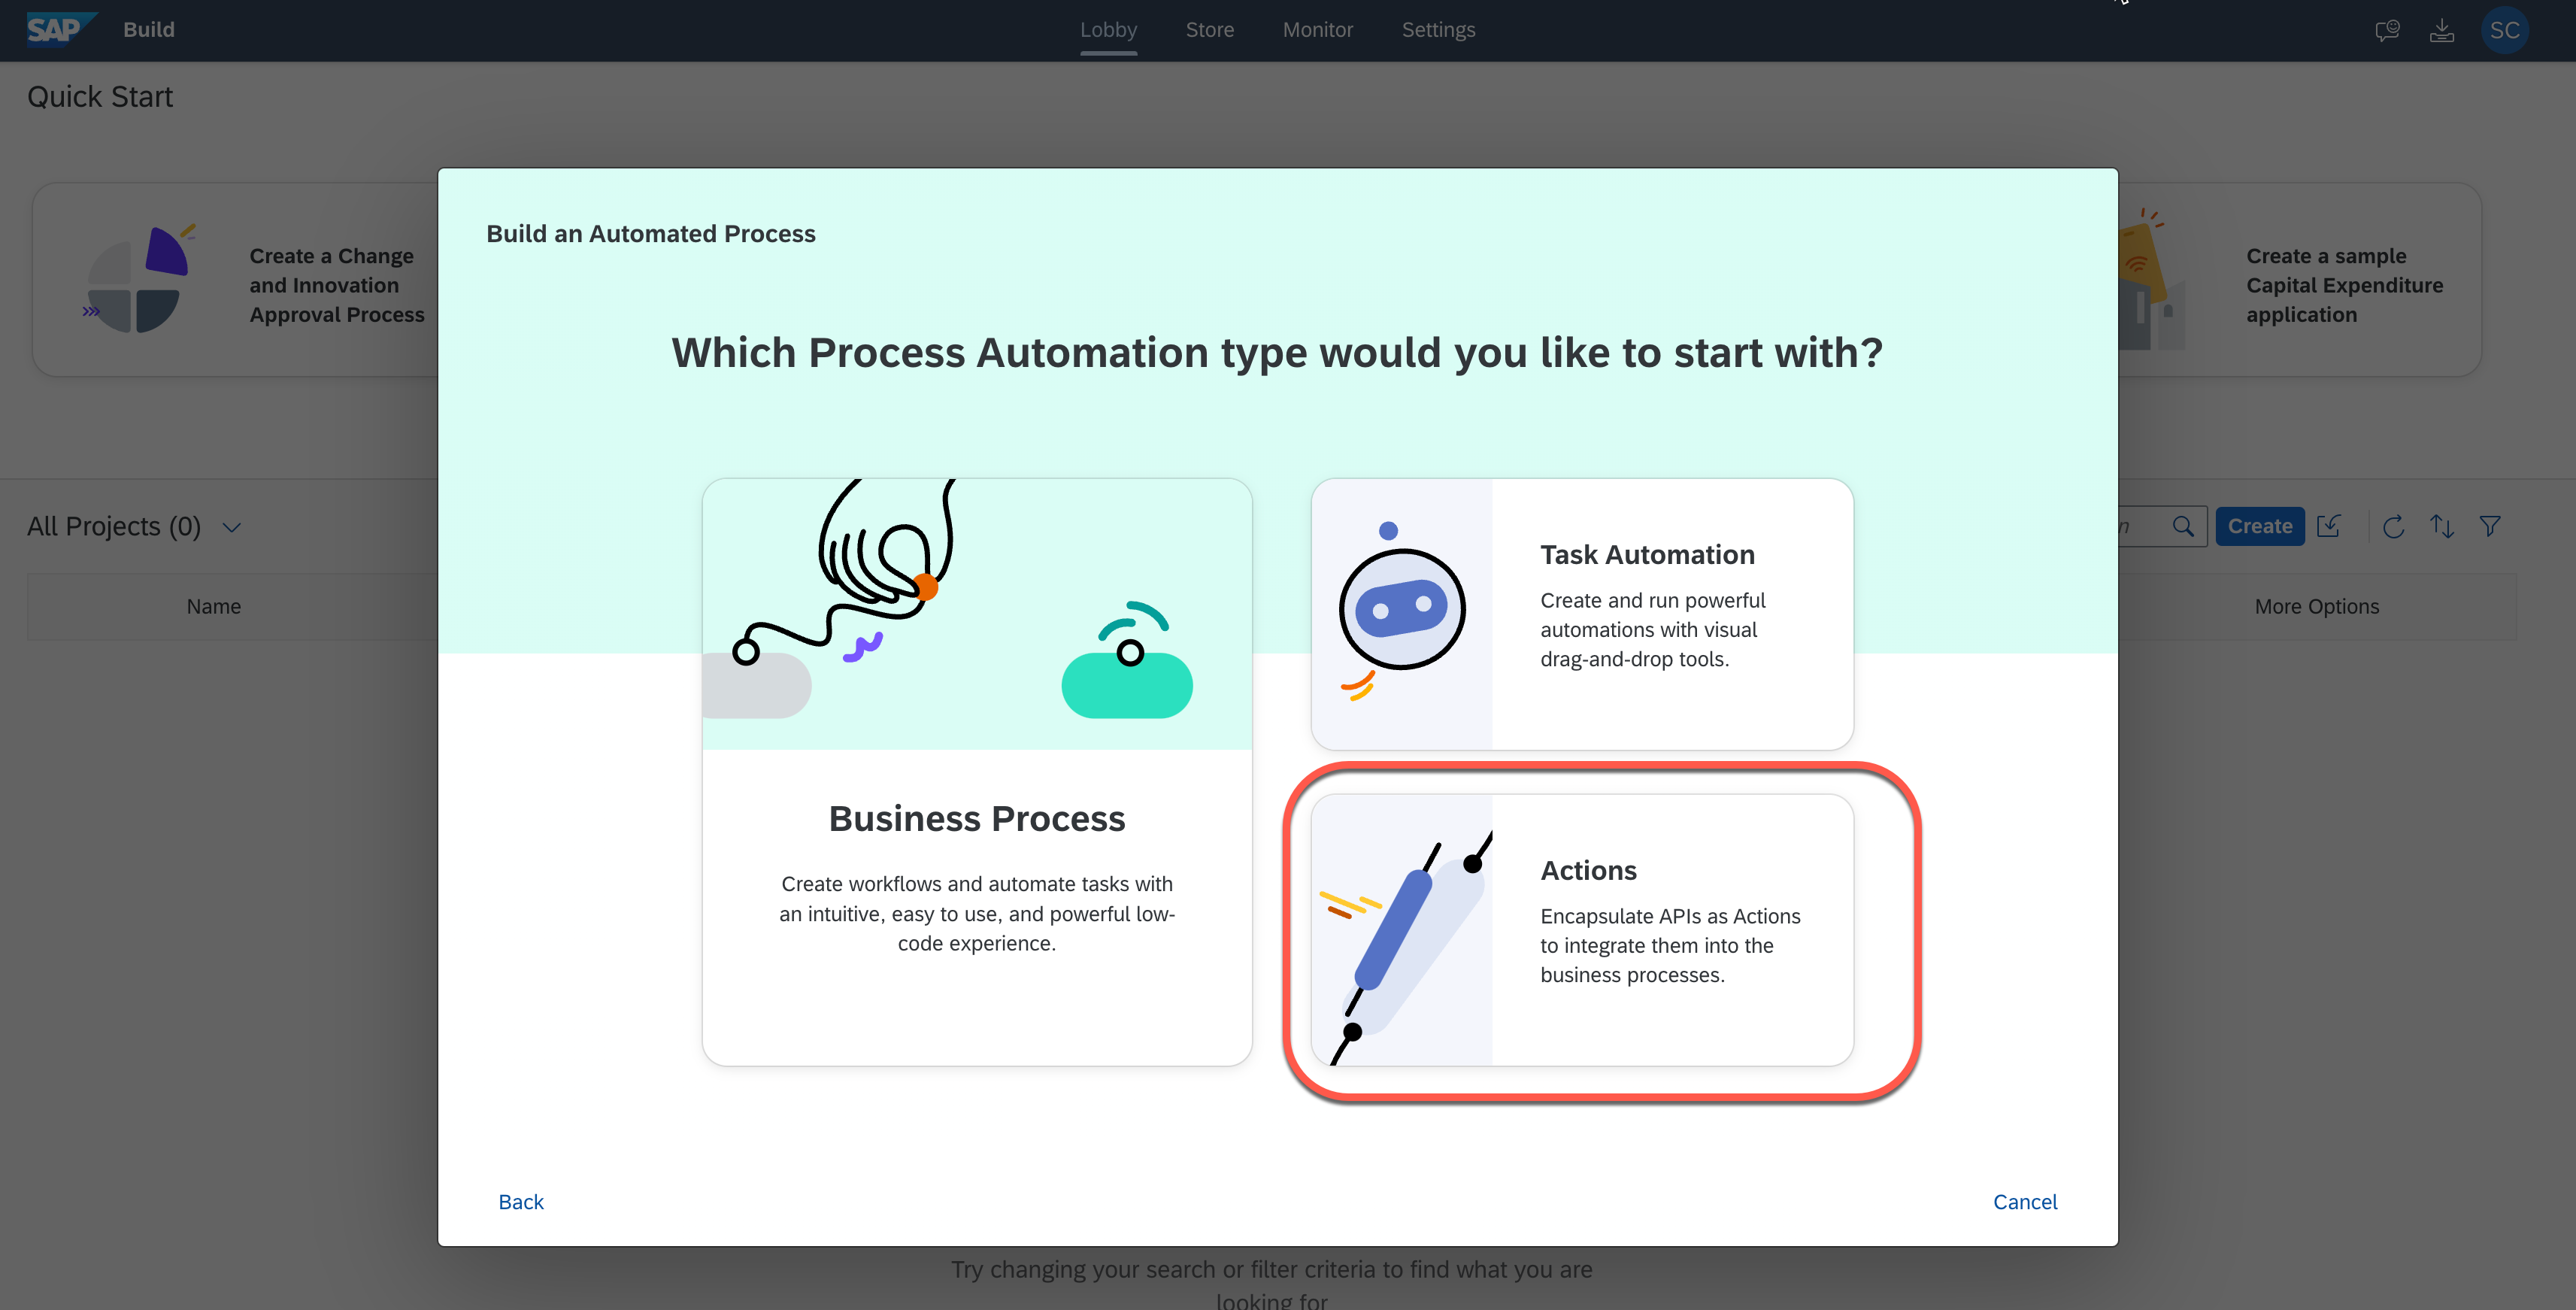 SAP Build
Lobby Store Monitor Settings
SC
Quick Start
Create a Change
and Innovation
Approval Process
Create a sample
Capital Expenditure
application
Build an Automated Process
Which Process Automation type would you like to start with?
All Projects (0)
Create
Name
More Options
Business Process
Create workflows and automate tasks with
an intuitive, easy to use, and powerful low-
code experience.
Task Automation
Create and run powerful
automations with visual
drag-and-drop tools.
Actions
Encapsulate APIs as Actions
to integrate them into the
business processes.
Back
Cancel
Try changing your search or filter criteria to find what you are
looking for